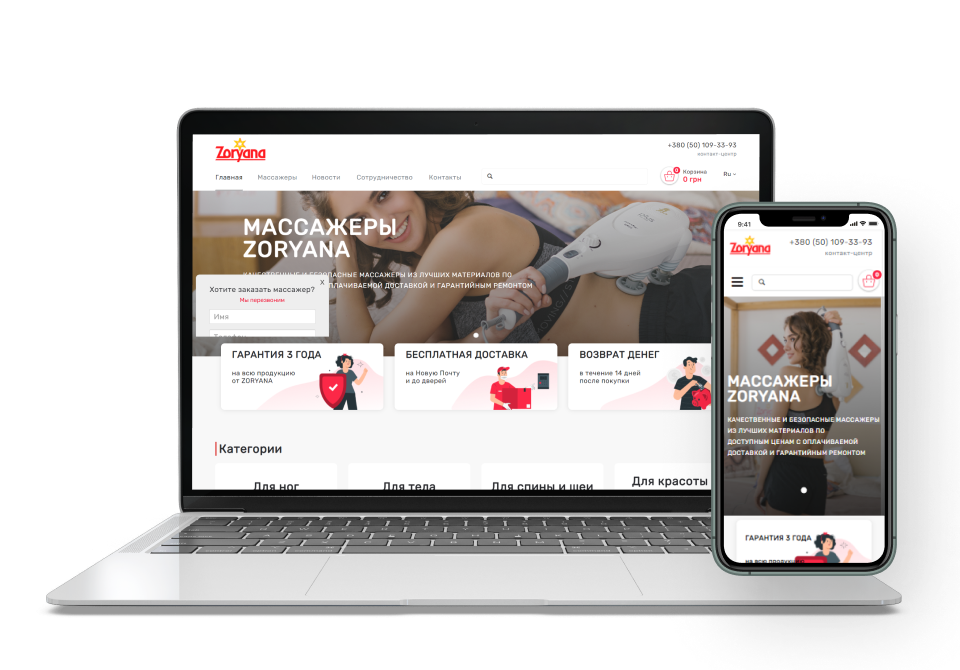 Zoryana
+380 (50) 109-33-93
контакт-центр
Главная Массажеры Новости Сотрудничество Контакты
0
Корзина
0 грн
Ru
МАССАЖЕРЫ
ZORYANA
КАЧЕСТВЕННЫЕ И БЕЗОПАСНЫЕ МАССАЖЕРЫ ИЗ ЛУЧШИХ МАТЕРИАЛОВ ПО
ОПЛАЧИВАЕМОЙ ДОСТАВКОЙ И ГАРАНТИЙНЫМ РЕМОНТОМ
X
Хотите заказать массажер?
Мы перезвоним
Имя
ГАРАНТИЯ 3 ГОДА
на всю продукцию
от ZORYANA
БЕСПЛАТНАЯ ДОСТАВКА
на Новую Почту
и до дверей
ВОЗВРАТ ДЕНЕГ
в течение 14 дней
после покупки
Категории
Для ног
Для тела
Для спины и шеи
Для красоты
9:41
Zoryana
+380 (50) 109-33-93
контакт-центр
0
МАССАЖЕРЫ
ZORYANA
КАЧЕСТВЕННЫЕ И БЕЗОПАСНЫЕ МАССАЖЕРЫ
ИЗ ЛУЧШИХ МАТЕРИАЛОВ ПО
ДОСТУПНЫМ ЦЕНАМ С ОПЛАЧИВАЕМОЙ
ДОСТАВКОЙ И ГАРАНТИЙНЫМ РЕМОНТОМ
ГАРАНТИЯ 3 ГОДА
на всю продукцию